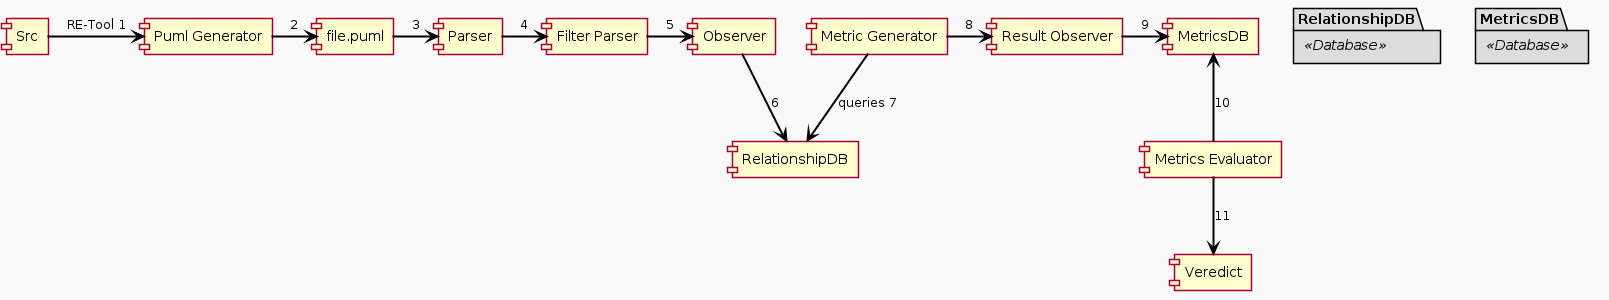 Src
RE-Tool 1
Puml Generator
2
file.puml
3
Parser
4
Filter Parser
5
Observer
Metric Generator
8
Result Observer
9
MetricsDB
RelationshipDB
«Database»
MetricsDB
«Database»
6
queries 7
10
RelationshipDB
Metrics Evaluator
11
Veredict